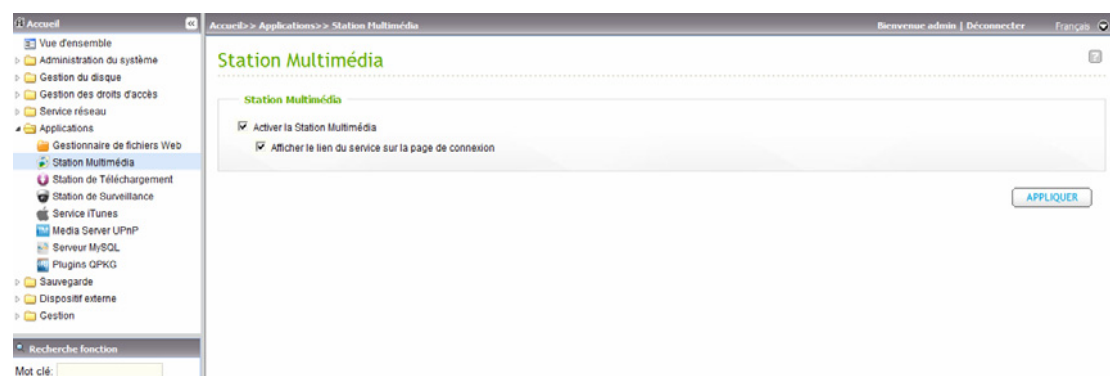 Accueil
Vue d'ensemble
Administration du système
Gestion du disque
Gestion des droits d'accès
Service réseau
Applications
Gestionnaire de fichiers Web
Station Multimédia
Station de Téléchargement
Station de Surveillance
Service iTunes
Media Server UPnP
Serveur MySQL
Plugins QPKG
Sauvegarde
Dispositif externe
Gestion
Recherche fonction
Mot clé:
Accueil>> Applications>> Station Multimédia
Bienvenue admin | Déconnecter
Français
Station Multimédia
Station Multimédia
Activer la Station Multimédia
Afficher le lien du service sur la page de connexion
APPLIQUER